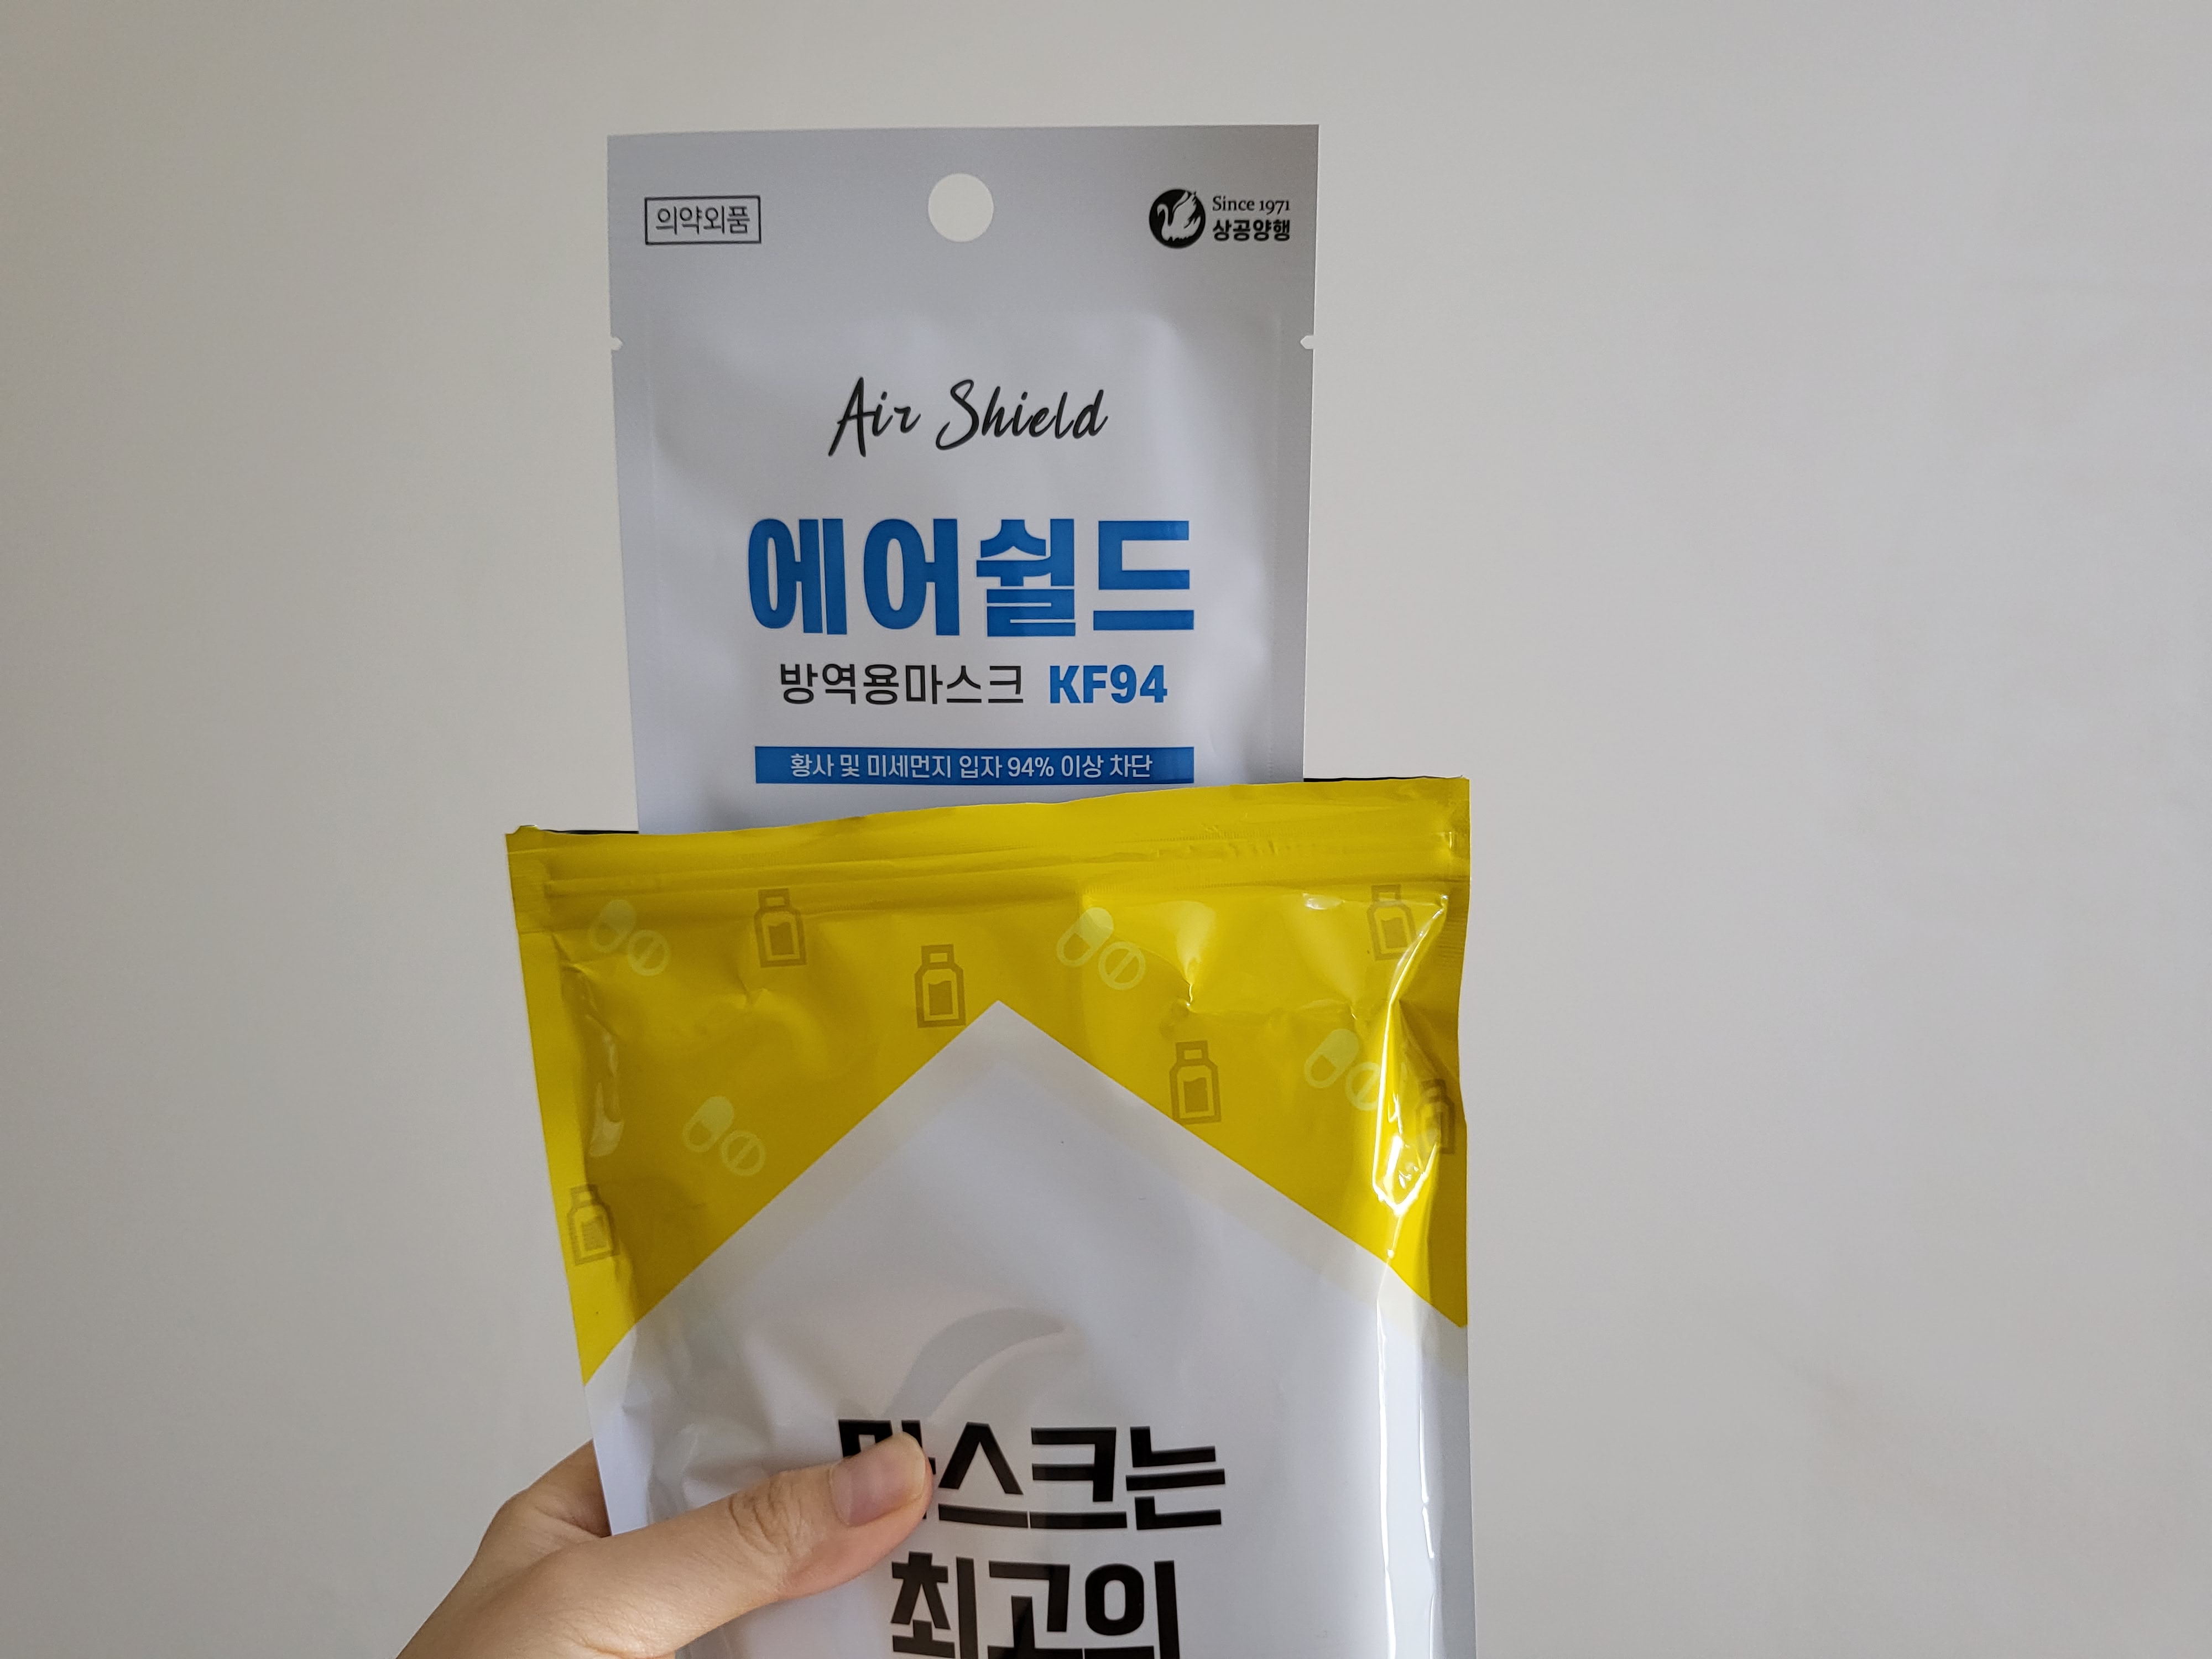 의약외품
Since 1971
상공양행
Air Shield
에어쉴드
방역용마스크 KF94
황사 및 미세먼지 입자 94% 이상 차단
마스크는
최고의